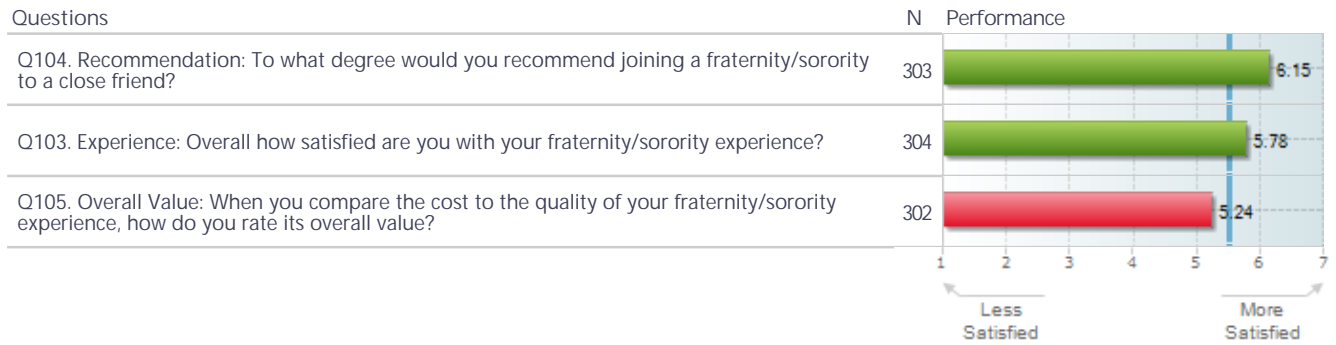 Questions N Performance
Q104. Recommendation: To what degree would you recommend joining a fraternity/sorority
to a close friend?
303
6.15
Q103. Experience: Overall how satisfied are you with your fraternity/sorority experience?
304
5.78
Q105. Overall Value: When you compare the cost to the quality of your fraternity/sorority
experience, how do you rate its overall value?
302
5.24
1 2 3 4 5 6 7
Less
Satisfied
More
Satisfied